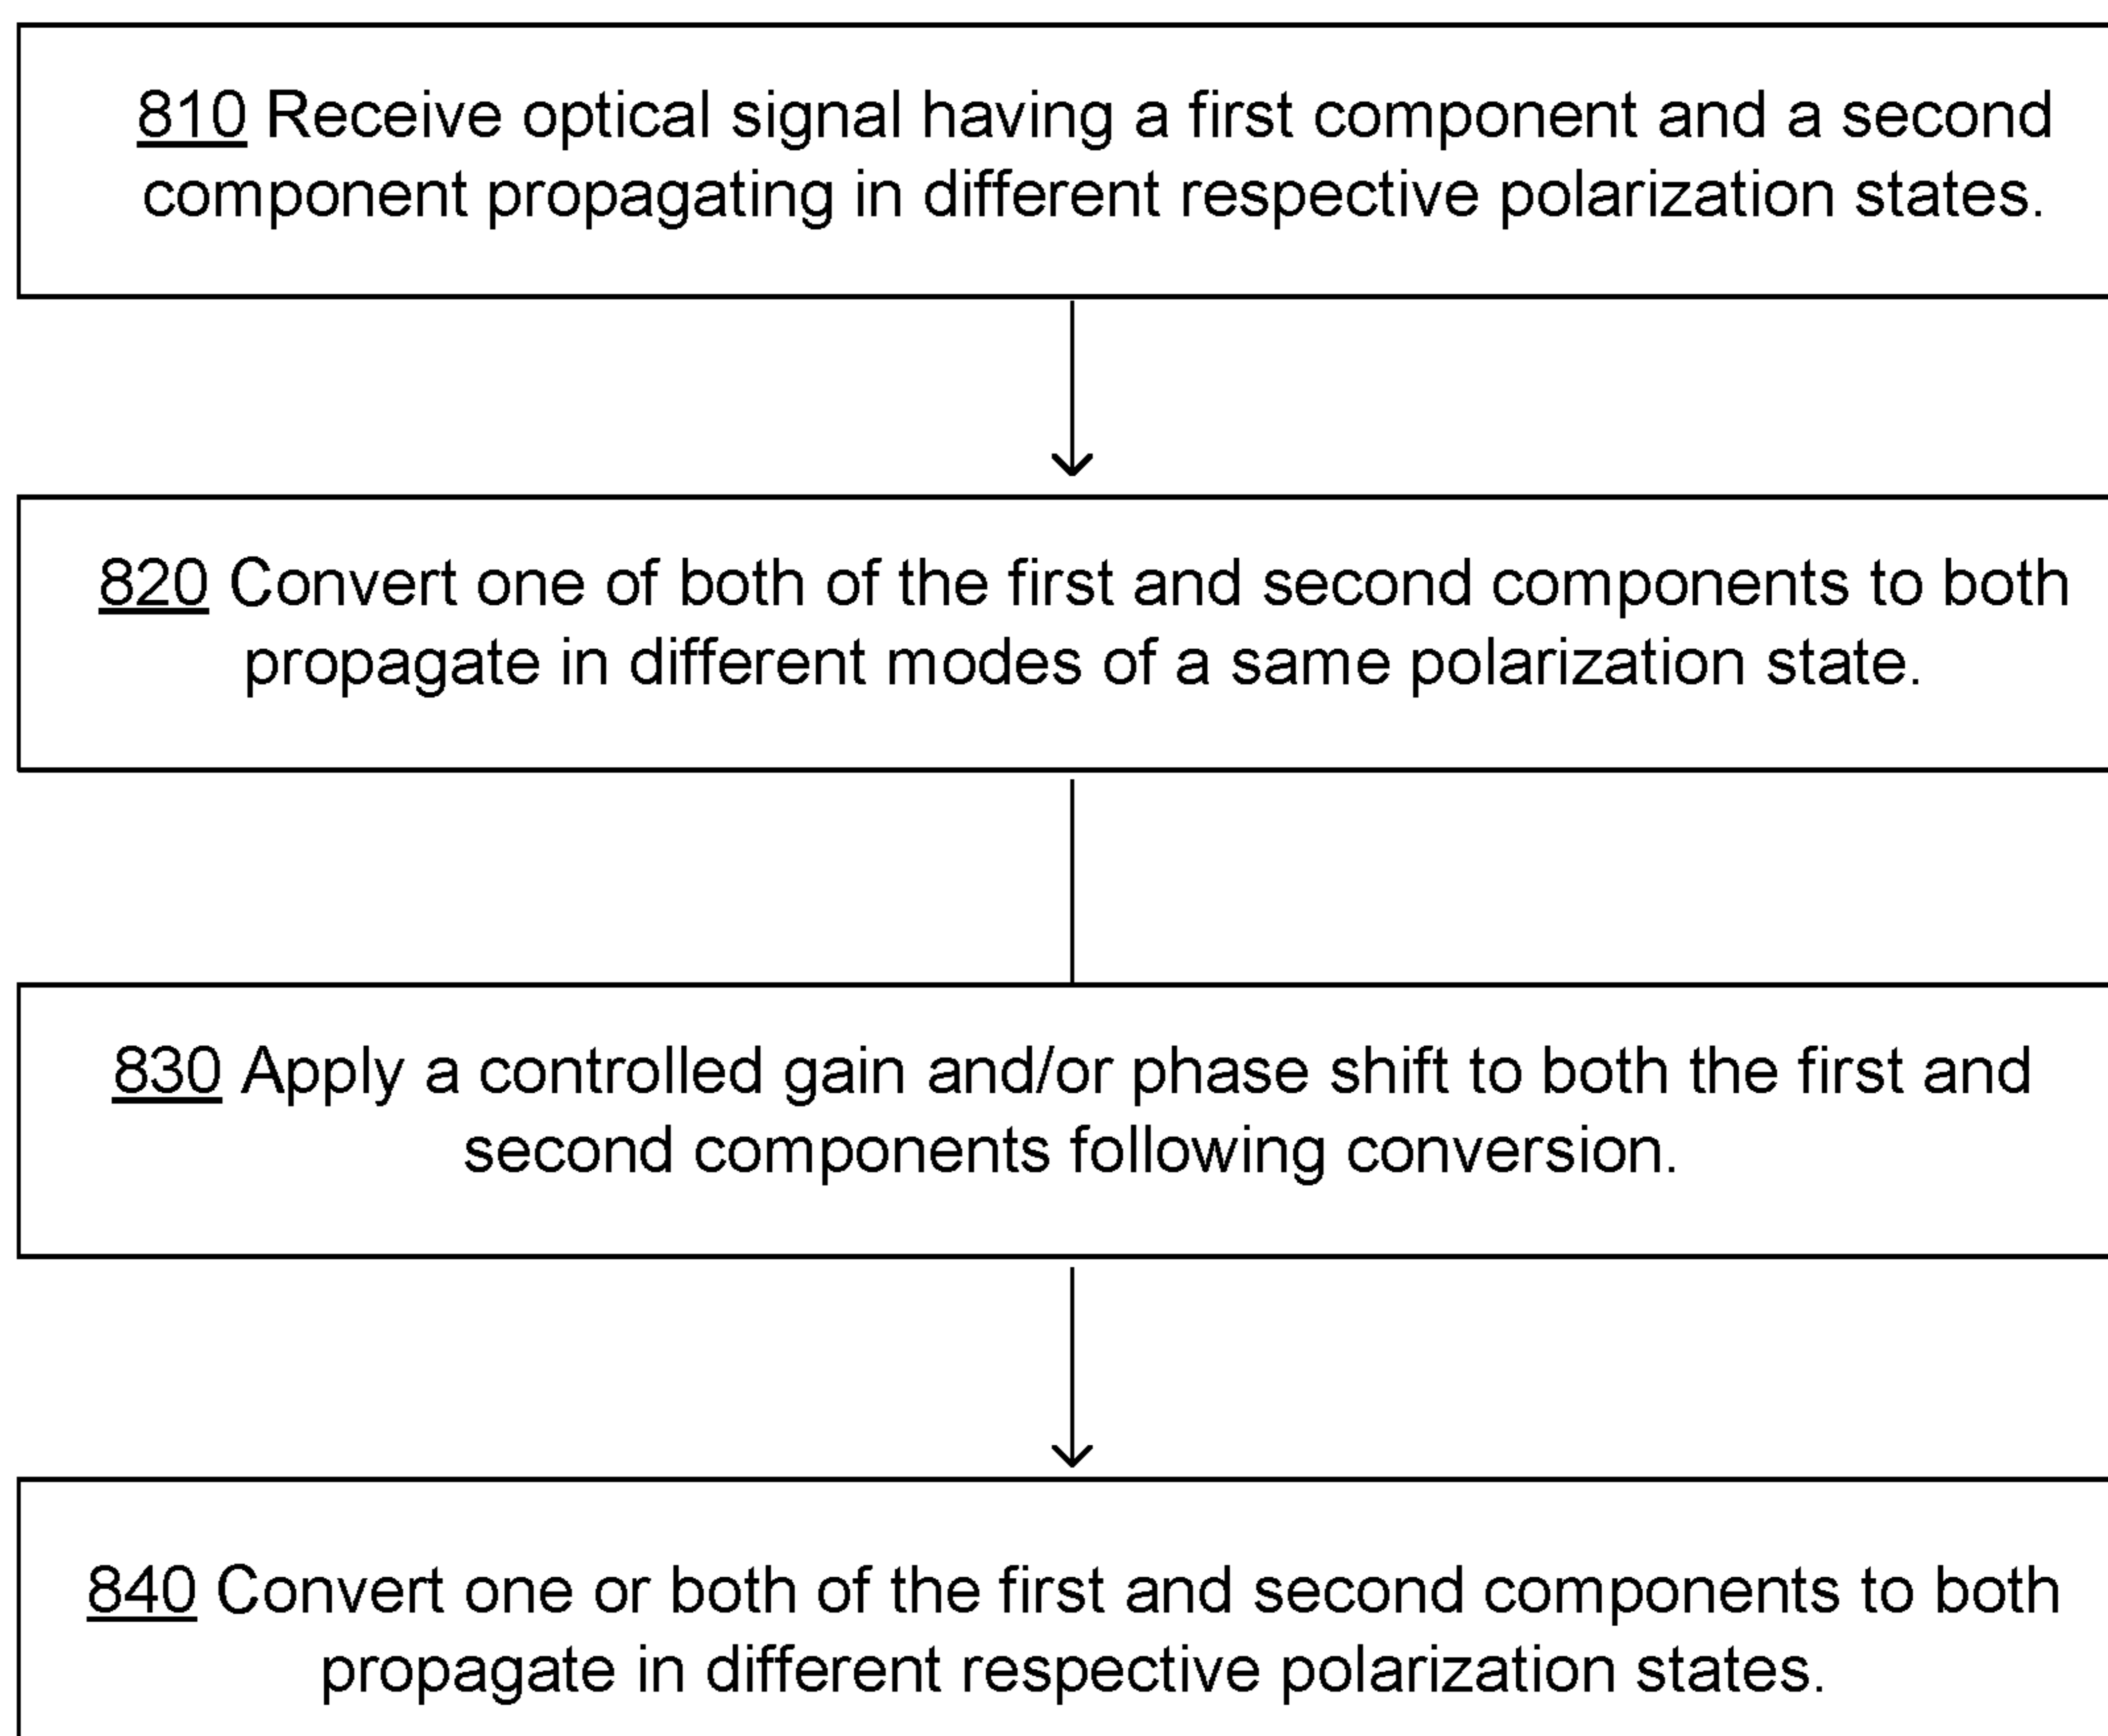 810 Receive optical signal having a first component and a second
component propagating in different respective polarization states.
820 Convert one of both of the first and second components to both
propagate in different modes of a same polarization state.
830 Apply a controlled gain and/or phase shift to both the first and
second components following conversion.
840 Convert one or both of the first and second components to both
propagate in different respective polarization states.